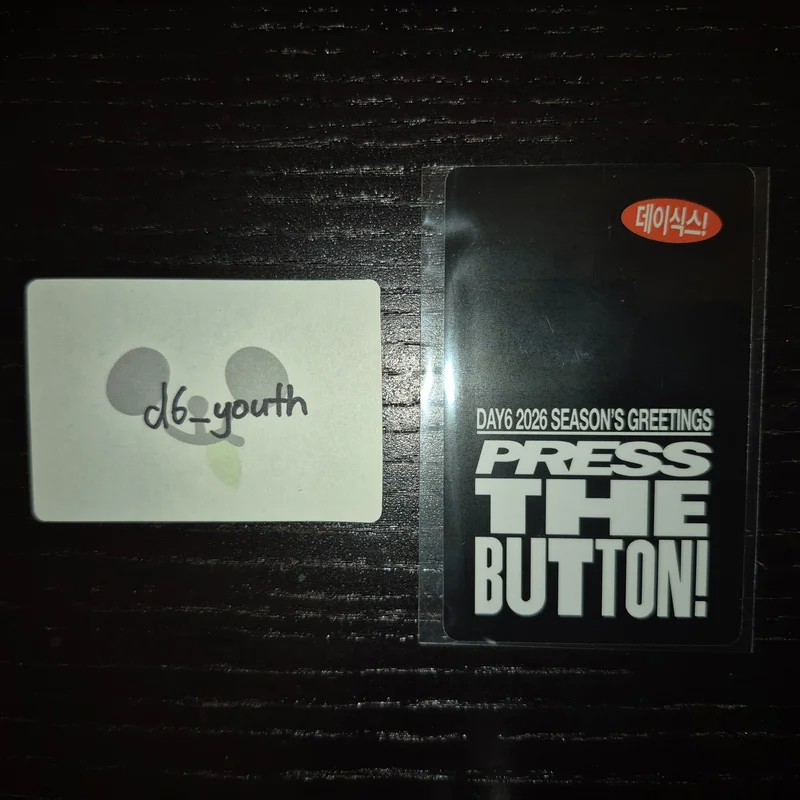 d6_youth
데이식스!
DAY6 2026 SEASON'S GREETINGS
PRESS
THE
BUTTON!